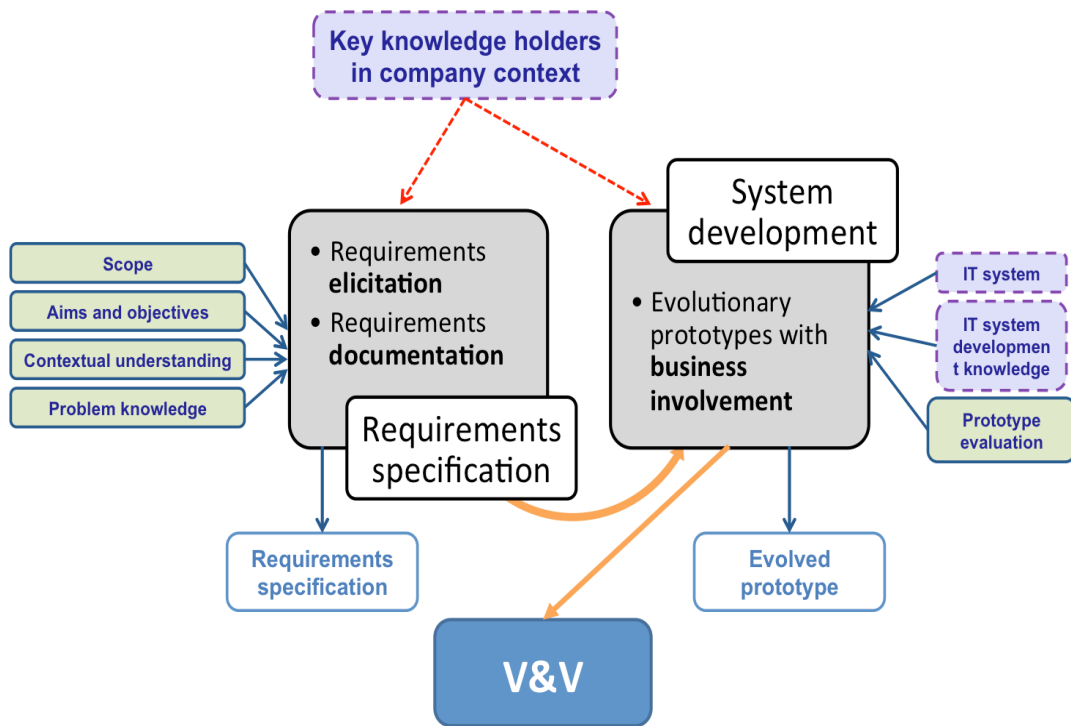 Key knowledge holders
in company context
System
development
• Requirements
elicitation
• Requirements
documentation
Requirements
specification
Scope
Aims and objectives
Contextual understanding
Problem knowledge
• Evolutionary
prototypes with
business
involvement
IT system
IT system
developmen
t knowledge
Prototype
evaluation
Requirements
specification
Evolved
prototype
V&V